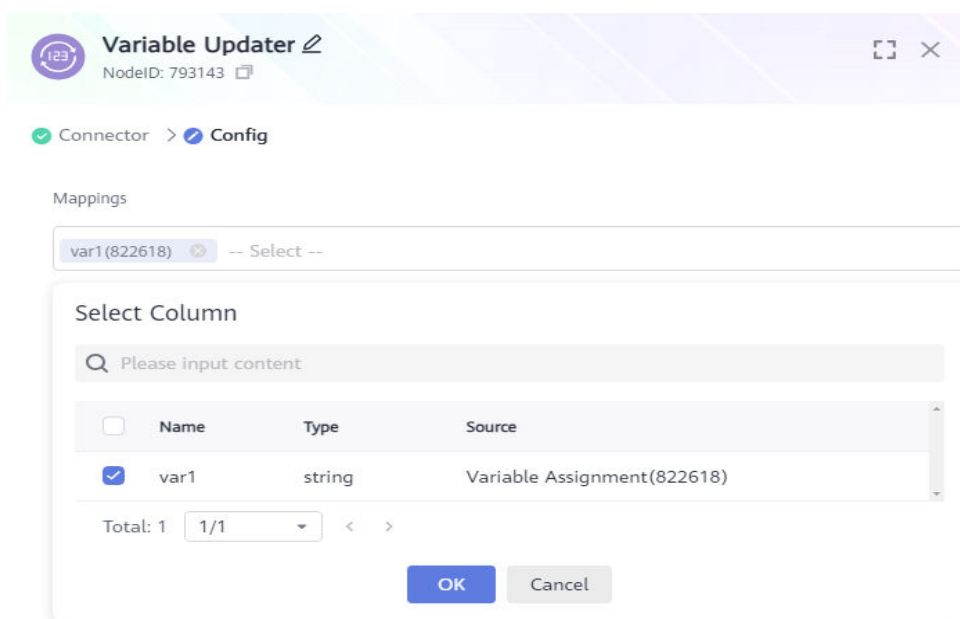 123
Variable Updater
NodeID: 793143
Connector > Config
Mappings
var1(822618) -- Select --
Select Column
Please input content
Name Type Source
var1 string Variable Assignment(822618)
Total: 1 1/1 < >
OK Cancel